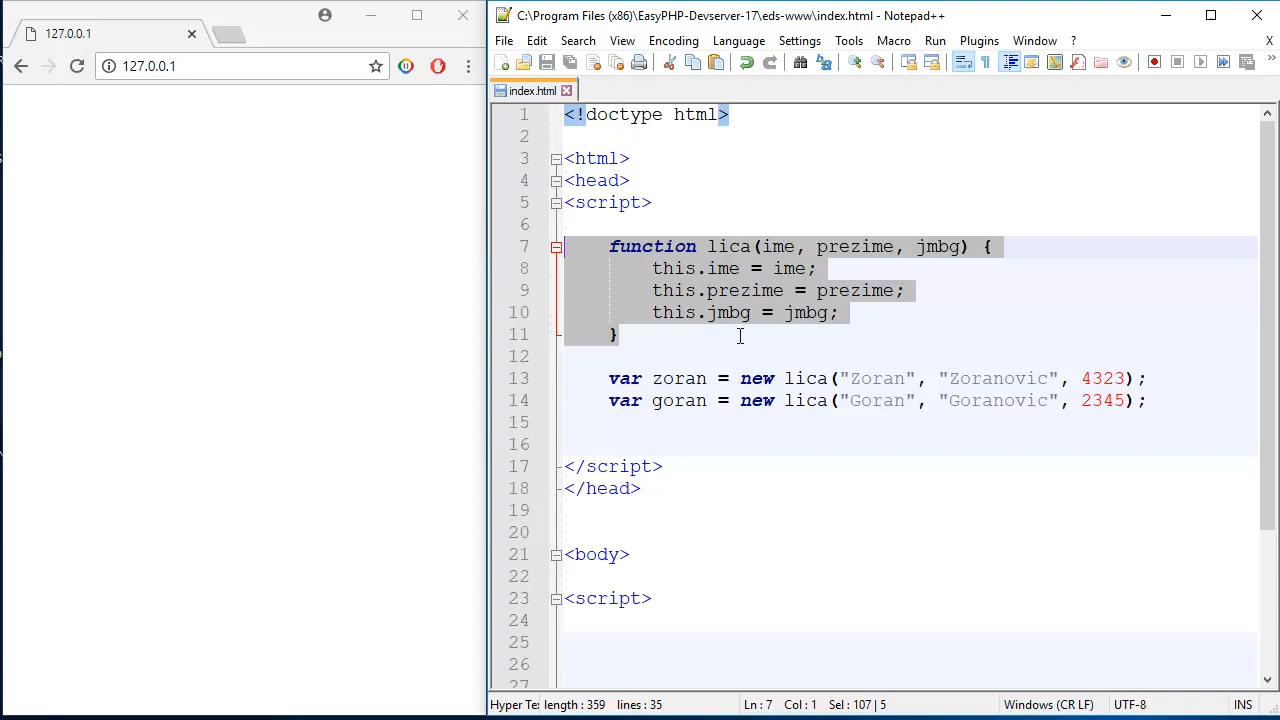 127.0.0.1
127.0.0.1
C:\Program Files (x86)\EasyPHP-Devserver-17\eds-www\index.html - Notepad++
File Edit Search View Encoding Language Settings Tools Macro Run Plugins Window ? X
index.html
1 <!doctype html>
2
3 <html>
4 <head>
5 <script>
6
7 function lica(ime, prezime, jmbg) {
8 this.ime = ime;
9 this.prezime = prezime;
10 this.jmbg = jmbg;
11 }
12
13 var zoran = new lica("Zoran", "Zoranovic", 4323);
14 var goran = new lica("Goran", "Goranovic", 2345);
15
16
17 </script>
18 </head>
19
20
21 <body>
22
23 <script>
24
25
26
27
Hyper Te length : 359 lines : 35 Ln : 7 Col : 1 Sel : 107 | 5 Windows (CR LF) UTF-8 INS